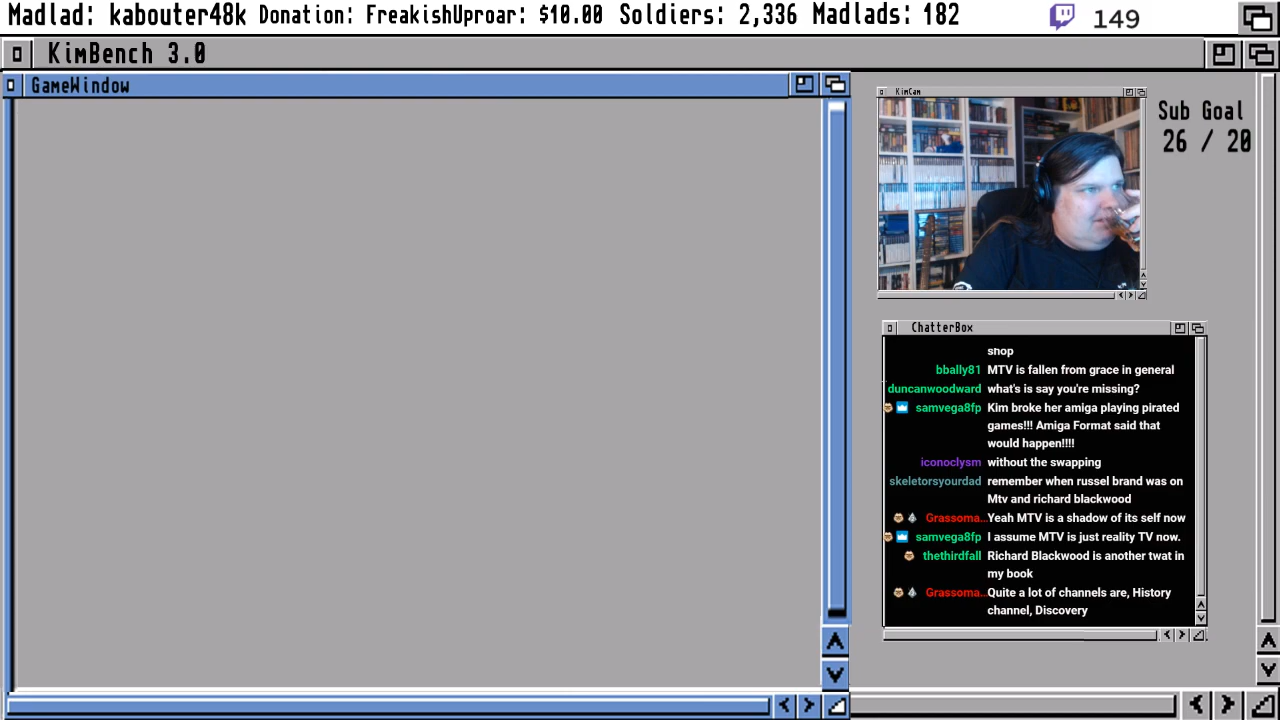 Madlad: kabouter48k Donation: FreakishUproar: $10.00 Soldiers: 2,336 Madlads: 182 149
KimBench 3.0
GameWindow
KimCam
Sub Goal
26 / 20
ChatterBox
shop
bbally81 MTV is fallen from grace in general
duncanwoodward what's is say you're missing?
samvega8fp Kim broke her amiga playing pirated
games!!! Amiga Format said that
would happen!!!!
iconoclysm without the swapping
skeletorsyourdad remember when russel brand was on
Mtv and richard blackwood
Grassoma... Yeah MTV is a shadow of its self now
samvega8fp I assume MTV is just reality TV now.
thethirdfall Richard Blackwood is another twat in
my book
Grassoma... Quite a lot of channels are, History
channel, Discovery